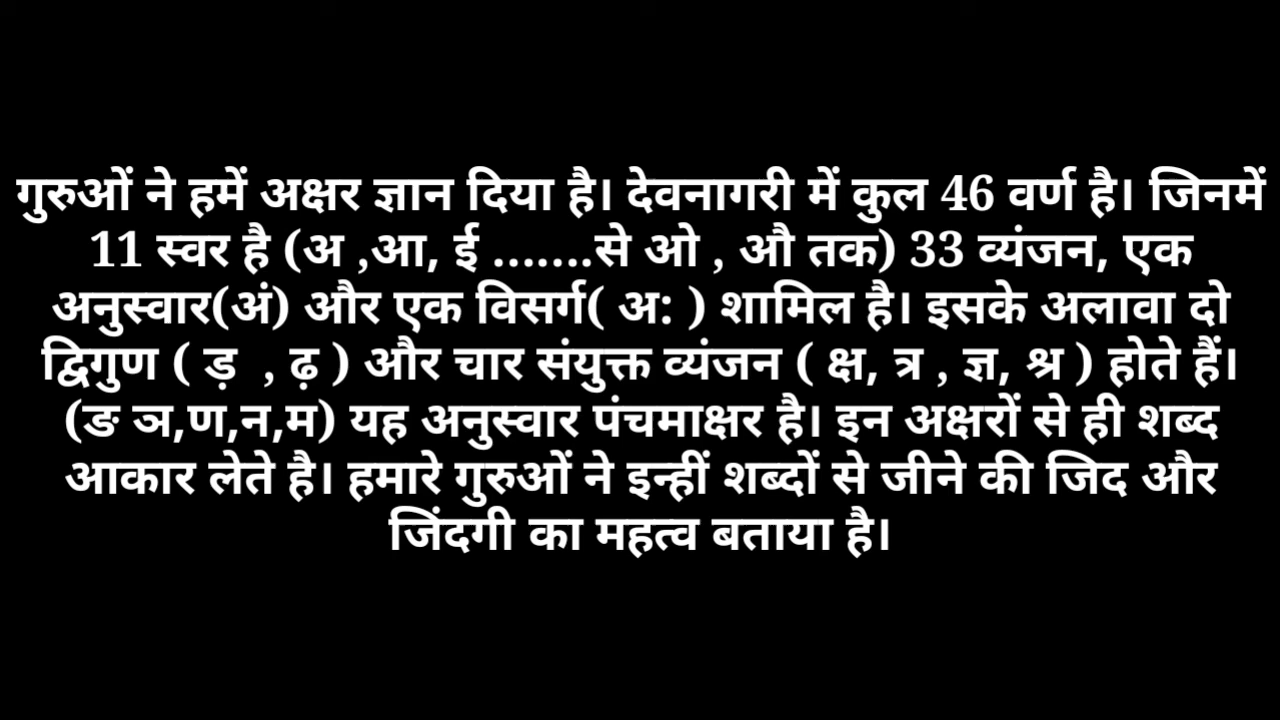 गुरुओं ने हमें अक्षर ज्ञान दिया है। देवनागरी में कुल 46 वर्ण है। जिनमें
11 स्वर है (अ ,आ, ई .......से ओ , औ तक) 33 व्यंजन, एक
अनुस्वार(अं) और एक विसर्ग( अ: ) शामिल है। इसके अलावा दो
द्विगुण ( ड़ , ढ़ ) और चार संयुक्त व्यंजन ( क्ष, त्र , ज्ञ, श्र ) होते हैं।
(ङ ञ,ण,न,म) यह अनुस्वार पंचमाक्षर है। इन अक्षरों से ही शब्द
आकार लेते है। हमारे गुरुओं ने इन्हीं शब्दों से जीने की जिद और
जिंदगी का महत्व बताया है।